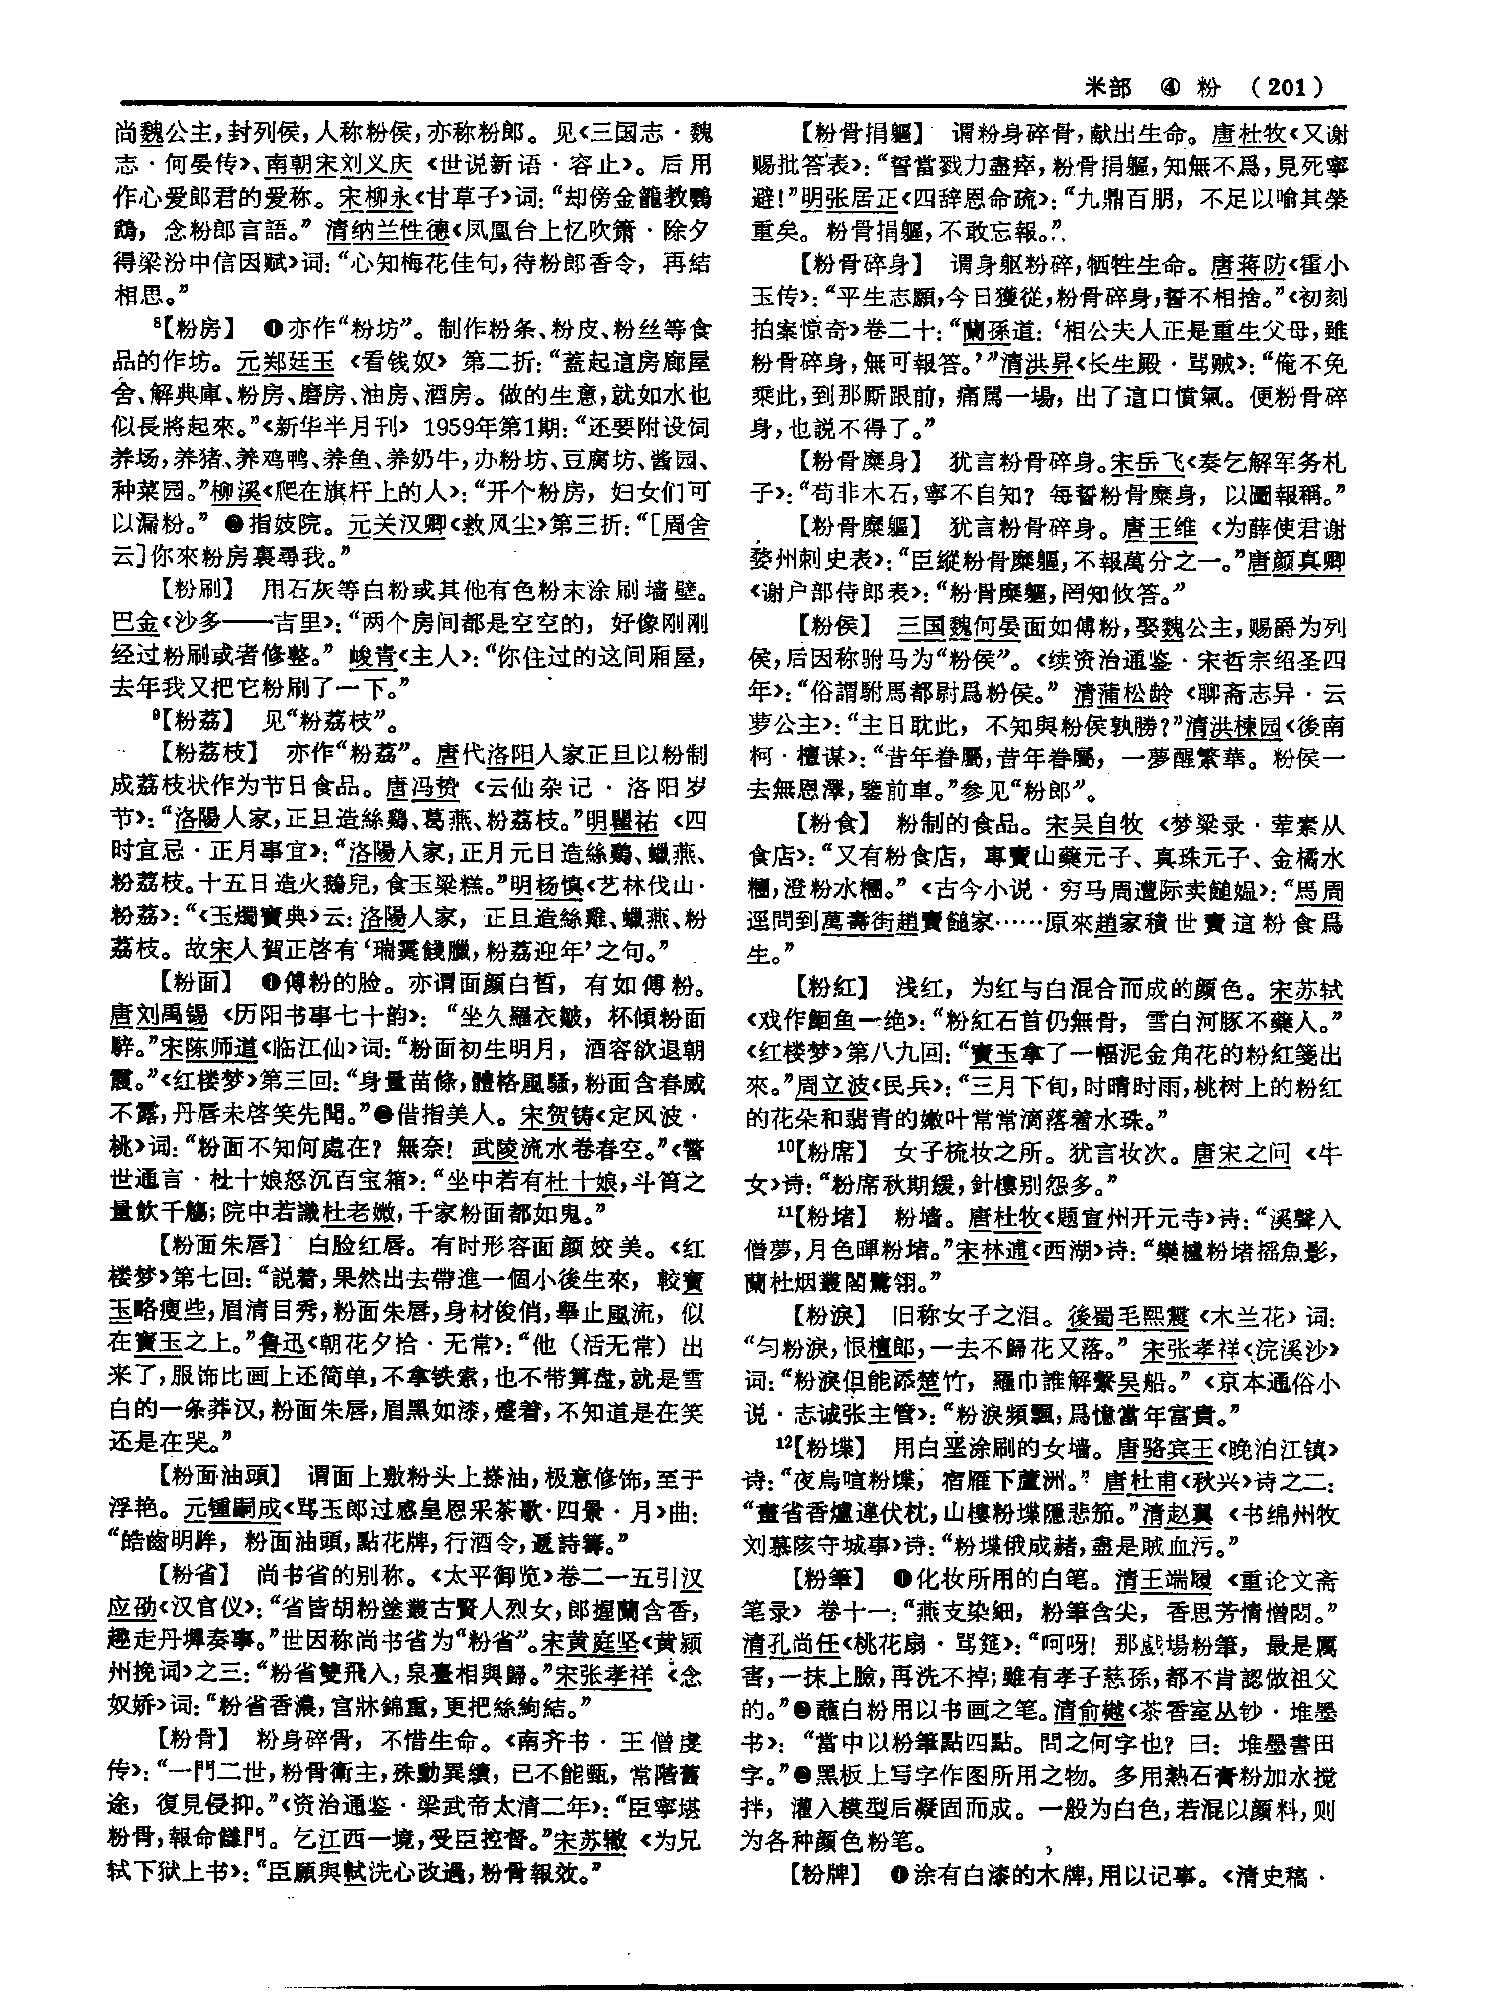 米部　④ 粉　（201）
尚魏公主，封列侯，人称粉侯，亦称粉郎。见《三国志·魏
志·何晏传》、南朝宋刘义庆《世说新语·容止》。后用
作心爱郎君的爱称。宋柳永《甘草子》词：“却傍金籠教鸚
鵡，念粉郎言語。”清纳兰性德《凤凰台上忆吹箫·除夕
得梁汾闽中信因赋》词：“心知梅花佳句，待粉郎香令，再结
相思。”
⁸【粉房】　❶亦作“粉坊”。制作粉条、粉皮、粉丝等食
品的作坊。元郑廷玉《看钱奴》第二折：“蓋起這房廊屋
舍、解典庫、粉房、磨房、油房、酒房。做的生意，就如水也
似長將起來。”《新华半月刊》1959年第1期：“还要附设饲
养场，养猪、养鸡鸭、养鱼、养奶牛，办粉坊、豆腐坊、酱园、
种菜园。”柳溪《爬在旗杆上的人》：“开个粉房，妇女们可
以漏粉。”❷指妓院。元关汉卿《救风尘》第三折：“［周舍
云］你來粉房裏尋我。”
【粉刷】　用石灰等白粉或其他有色粉末涂刷墙壁。
巴金《沙多——吉里》：“两个房间都是空空的，好像刚刚
经过粉刷或者修整。”峻青《主人》：“你住过的这间厢屋，
去年我又把它粉刷了一下。”
⁹【粉荔】　见“粉荔枝”。
【粉荔枝】　亦作“粉荔”。唐代洛阳人家正旦以粉制
成荔枝状作为节日食品。唐冯贽《云仙杂记·洛阳岁
节》：“洛陽人家，正旦造絲鷄、葛燕、粉荔枝。”明瞿祐《四
时宜忌·正月事宜》：“洛陽人家，正月元日造絲鷄、蠟燕、
粉荔枝。十五日造火鵝兒，食玉梁糕。”明杨慎《艺林伐山·
粉荔》：“《玉燭寶典》云：洛陽人家，正旦造絲雞、蠟燕、粉
荔枝。故宋人賀正啓有‘瑞霙餞臘，粉荔迎年’之句。”
【粉面】　❶傅粉的脸。亦谓面颜白皙，有如傅粉。
唐刘禹锡《历阳书事七十韵》：“坐久羅衣皺，杯傾粉面
騂。”宋陈师道《临江仙》词：“粉面初生明月，酒容欲退朝
霞。”《红楼梦》第三回：“身量苗條，體格風騷，粉面含春威
不露，丹唇未啓笑先聞。”❷借指美人。宋贺铸《定风波·
桃》词：“粉面不知何處在？無奈！武陵流水卷春空。”《警
世通言·杜十娘怒沉百宝箱》：“坐中若有杜十娘，斗筲之
量飲千觴；院中若識杜老媺，千家粉面都如鬼。”
【粉面朱唇】　白脸红唇。有时形容面颜姣美。《红
楼梦》第七回：“説着，果然出去帶進一個小後生來，較寶
玉略瘦些，眉清目秀，粉面朱唇，身材俊俏，舉止風流，似
在寶玉之上。”鲁迅《朝花夕拾·无常》：“他（活无常）出
来了，服饰比画上还简单，不拿铁索，也不带算盘，就是雪
白的一条莽汉，粉面朱唇，眉黑如漆，蹙着，不知道是在笑
还是在哭。”
【粉面油頭】　谓面上敷粉头上搽油，极意修饰，至于
浮艳。元锺嗣成《骂玉郎过感皇恩采茶歌·四景·月》曲：
“皓齒明眸，粉面油頭，點花牌，行酒令，遞詩籌。”
【粉省】　尚书省的别称。《太平御览》卷二一五引汉
应劭《汉官仪》：“省皆胡粉塗畫古賢人烈女，郎握蘭含香，
趨走丹墀奏事。”世因称尚书省为“粉省”。宋黄庭坚《黄颍
州挽词》之三：“粉省雙飛入，泉臺相與歸。”宋张孝祥《念
奴娇》词：“粉省香濃，宫牀錦重，更把絲絢結。”
【粉骨】　粉身碎骨，不惜生命。《南齐书·王僧虔
传》：“一門二世，粉骨衛主，殊勳異績，已不能甄，常階舊
途，復見侵抑。”《资治通鉴·梁武帝太清二年》：“臣寧堪
粉骨，報命讎門。乞江西一境，受臣控督。”宋苏辙《为兄
轼下狱上书》：“臣願與軾洗心改過，粉骨報效。”
【粉骨捐軀】　谓粉身碎骨，献出生命。唐杜牧《又谢
赐批答表》：“誓當戮力盡瘁，粉骨捐軀，知無不爲，見死寧
避！”明张居正《四辞恩命疏》：“九鼎百朋，不足以喻其榮
重矣。粉骨捐軀，不敢忘報。”
【粉骨碎身】　谓身躯粉碎，牺牲生命。唐蒋防《霍小
玉传》：“平生志願，今日獲從，粉骨碎身，誓不相捨。”《初刻
拍案惊奇》卷二十：“蘭孫道：‘相公夫人正是重生父母，雖
粉骨碎身，無可報答。’”清洪昇《长生殿·骂贼》：“俺不免
乘此，到那厮跟前，痛罵一場，出了這口憤氣。便粉骨碎
身，也說不得了。”
【粉骨糜身】　犹言粉骨碎身。宋岳飞《奏乞解军务札
子》：“苟非木石，寧不自知？每誓粉骨糜身，以圖報稱。”
【粉骨糜軀】　犹言粉骨碎身。唐王维《为薛使君谢
婺州刺史表》：“臣縱粉骨糜軀，不報萬分之一。”唐颜真卿
《谢户部侍郎表》：“粉骨糜軀，罔知攸答。”
【粉侯】　三国魏何晏面如傅粉，娶魏公主，赐爵为列
侯，后因称驸马为“粉侯”。《续资治通鉴·宋哲宗绍圣四
年》：“俗謂駙馬都尉爲粉侯。”清蒲松龄《聊斋志异·云
萝公主》：“主日耽此，不知與粉侯孰勝？”清洪楝园《後南
柯·檀谋》：“昔年眷屬，昔年眷屬，一夢醒繁華。粉侯一
去無恩澤，鑒前車。”参见“粉郎”。
【粉食】　粉制的食品。宋吴自牧《梦粱录·荤素从
食店》：“又有粉食店，專賣山藥元子、真珠元子、金橘水
糰，澄粉水糰。”《古今小说·穷马周遭际卖䭔媪》：“馬周
逕問到萬壽街趙賣䭔家……原來趙家積世賣這粉食爲
生。”
【粉紅】　浅红，为红与白混合而成的颜色。宋苏轼
《戏作鮰鱼一绝》：“粉紅石首仍無骨，雪白河豚不藥人。”
《红楼梦》第八九回：“寶玉拿了一幅泥金角花的粉紅箋出
來。”周立波《民兵》：“三月下旬，时晴时雨，桃树上的粉红
的花朵和翡青的嫩叶常常滴落着水珠。”
¹⁰【粉席】　女子梳妆之所。犹言妆次。唐宋之问《牛
女》诗：“粉席秋期緩，針樓别怨多。”
¹¹【粉堵】　粉墙。唐杜牧《题宣州开元寺》诗：“溪聲入
僧夢，月色暉粉堵。”宋林逋《西湖》诗：“欒櫨粉堵摇魚影，
蘭杜烟叢閣鷺翎。”
【粉淚】　旧称女子之泪。後蜀毛熙震《木兰花》词：
“匀粉淚，恨檀郎，一去不歸花又落。”宋张孝祥《浣溪沙》
词：“粉淚但能添楚竹，羅巾誰解繫吴船。”《京本通俗小
说·志诚张主管》：“粉淚頻飄，爲憶當年富貴。”
¹²【粉堞】　用白垩涂刷的女墙。唐骆宾王《晚泊江镇》
诗：“夜烏喧粉堞，宿雁下蘆洲。”唐杜甫《秋兴》诗之二：
“畫省香爐違伏枕，山樓粉堞隱悲笳。”清赵翼《书绵州牧
刘慕陔守城事》诗：“粉堞俄成赭，盡是賊血污。”
【粉筆】　❶化妆所用的白笔。清王端履《重论文斋
笔录》卷十一：“燕支染細，粉筆含尖，香思芳情憎悶。”
清孔尚任《桃花扇·骂筵》：“呵呀！那戲場粉筆，最是厲
害，一抹上臉，再洗不掉；雖有孝子慈孫，都不肯認做祖父
的。”❷蘸白粉用以书画之笔。清俞樾《茶香室丛钞·堆墨
书》：“當中以粉筆點四點。問之何字也？曰：堆墨書田
字。”❸黑板上写字作图所用之物。多用熟石膏粉加水搅
拌，灌入模型后凝固而成。一般为白色，若混以颜料，则
为各种颜色粉笔。
【粉牌】　❶涂有白漆的木牌，用以记事。《清史稿·